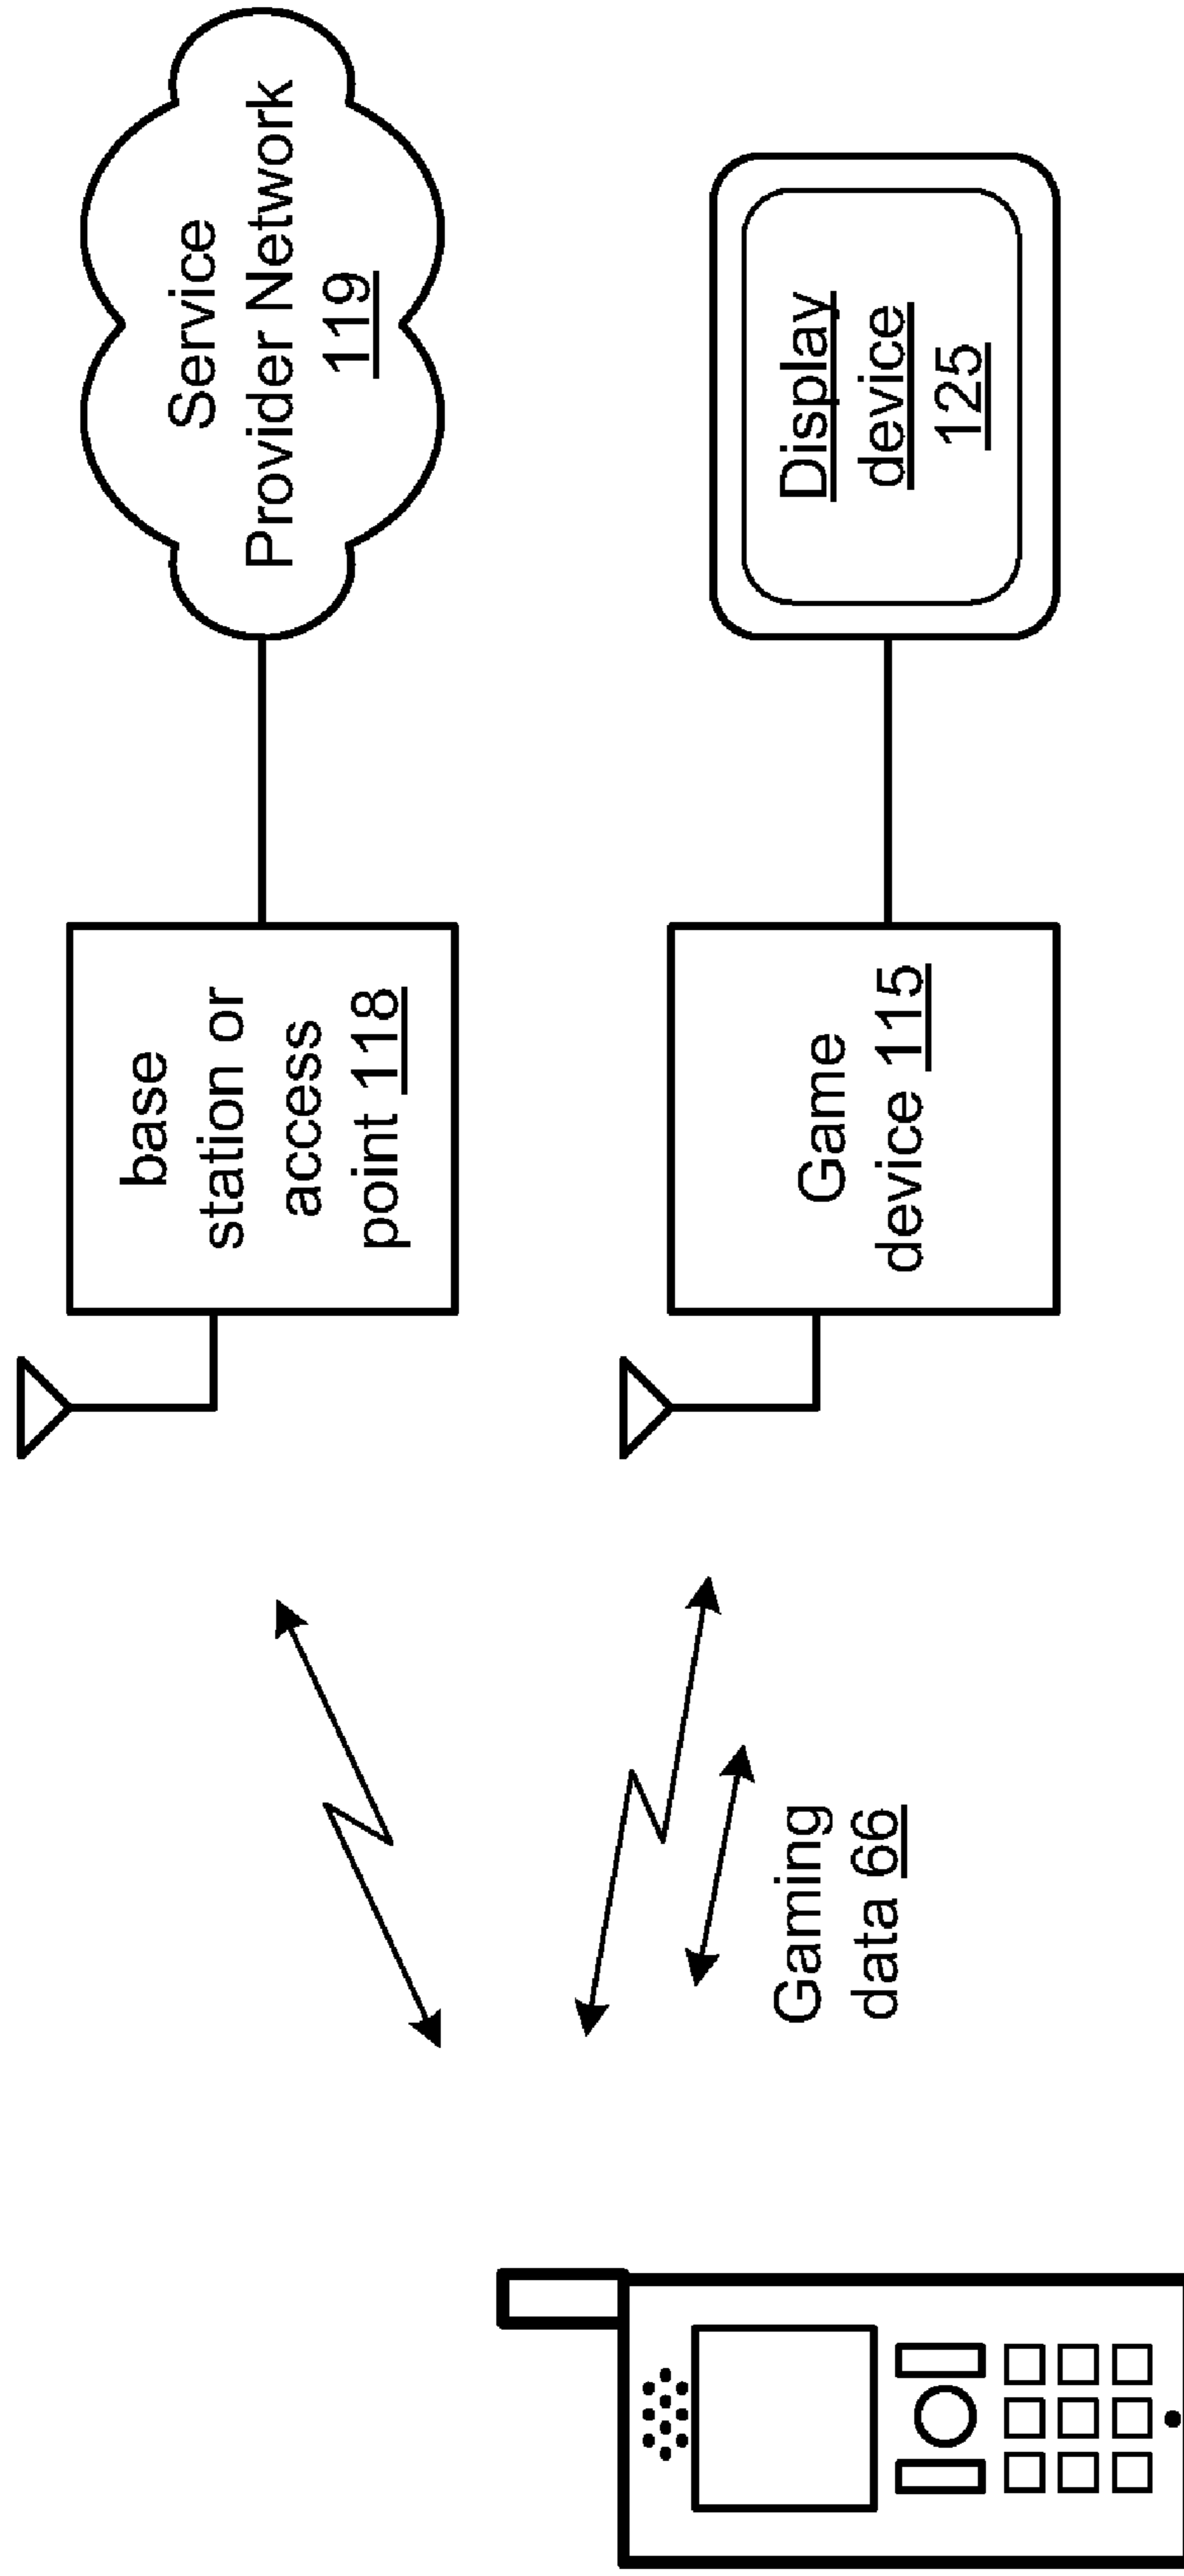 Service
Provider Network
119
base
station or
access
point 118
Display
device
125
Game
device 115
Gaming
data 66